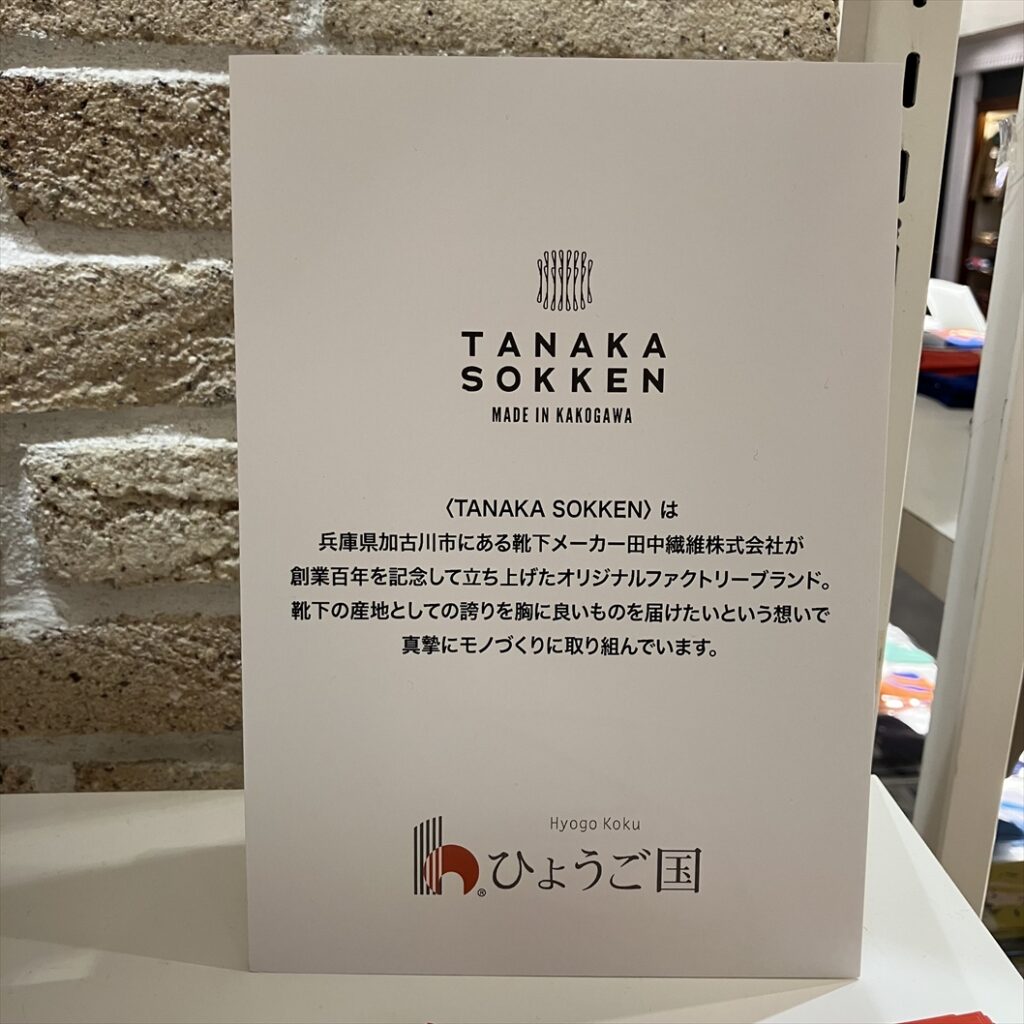 TANAKA
SOKKEN
MADE IN KAKOGAWA
〈TANAKA SOKKEN〉は
兵庫県加古川市にある靴下メーカー田中繊維株式会社が
創業百年を記念して立ち上げたオリジナルファクトリーブランド。
靴下の産地としての誇りを胸に良いものを届けたいという想いで
真摯にモノづくりに取り組んでいます。
Hyogo Koku
®ひょうご国